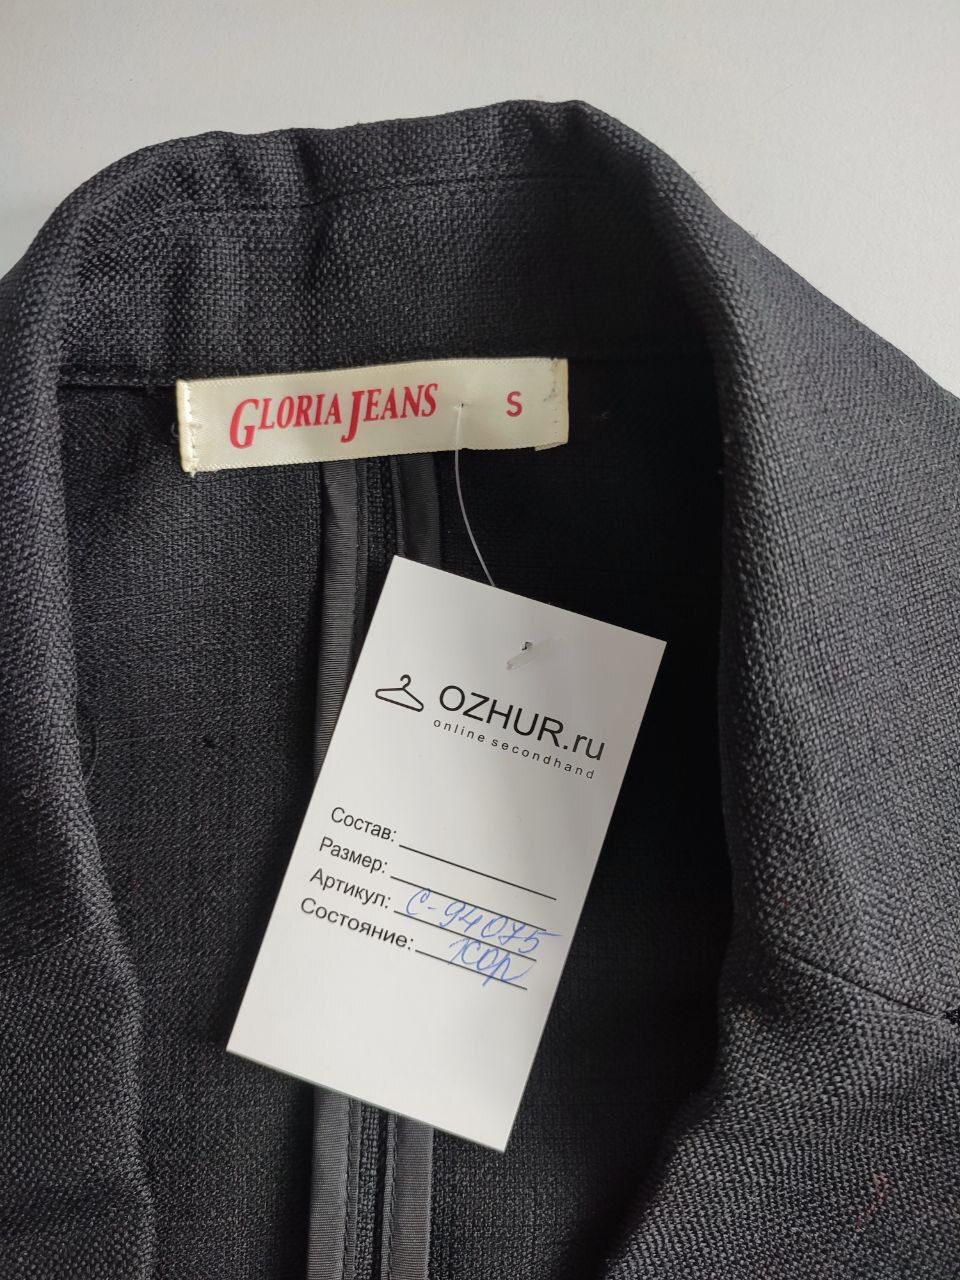 GLORIA JEANS S
OZHUR.ru
online secondhand
Состав:
Размер:
Артикул: С-94075
Состояние: хор